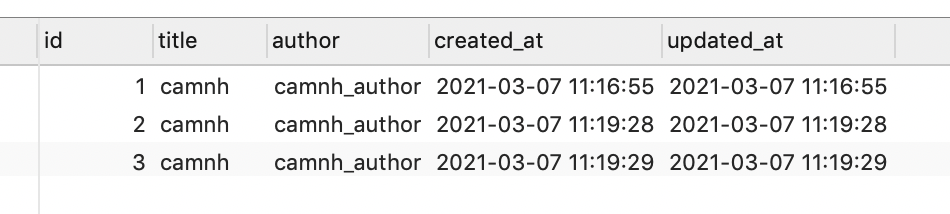 id title author created_at updated_at
1 camnh camnh_author 2021-03-07 11:16:55 2021-03-07 11:16:55
2 camnh camnh_author 2021-03-07 11:19:28 2021-03-07 11:19:28
3 camnh camnh_author 2021-03-07 11:19:29 2021-03-07 11:19:29